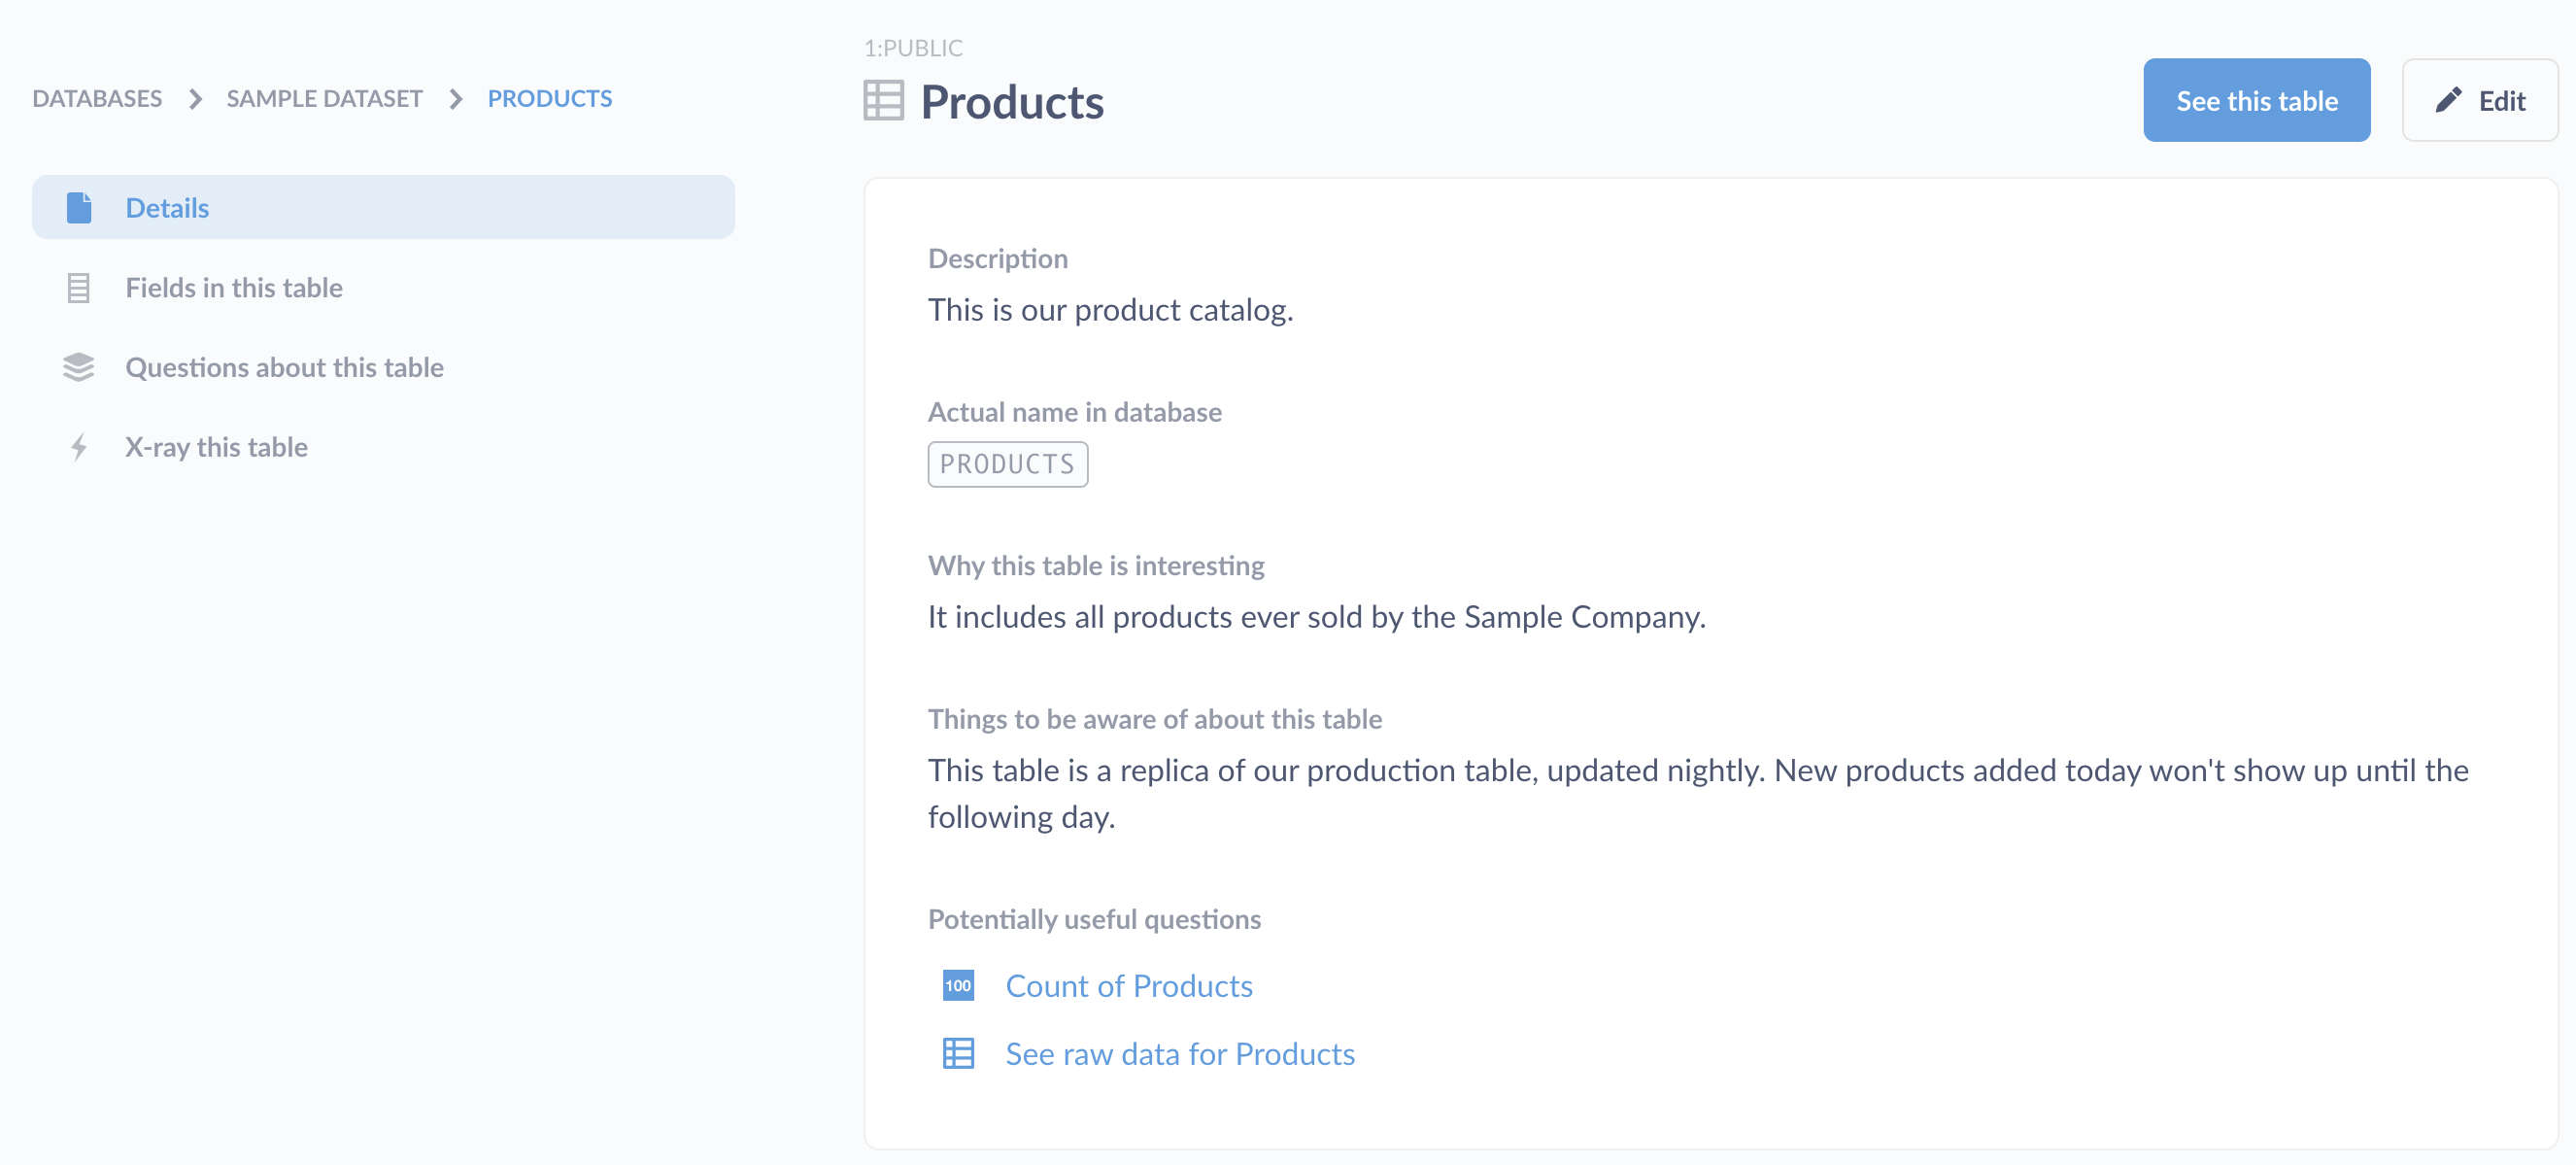 DATABASES > SAMPLE DATASET > PRODUCTS
Details
Fields in this table
Questions about this table
X-ray this table
1:PUBLIC
Products
See this table
Edit
Description
This is our product catalog.
Actual name in database
PRODUCTS
Why this table is interesting
It includes all products ever sold by the Sample Company.
Things to be aware of about this table
This table is a replica of our production table, updated nightly. New products added today won't show up until the
following day.
Potentially useful questions
100 Count of Products
See raw data for Products